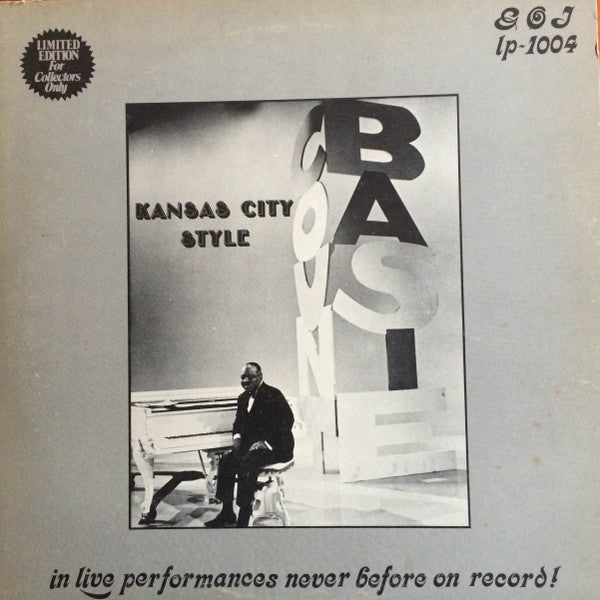 LIMITED
EDITION
For
Collectors
Only
GOJ
lp-1004
KANSAS CITY
STYLE
COUNT
BASIE
in live performances never before on record!